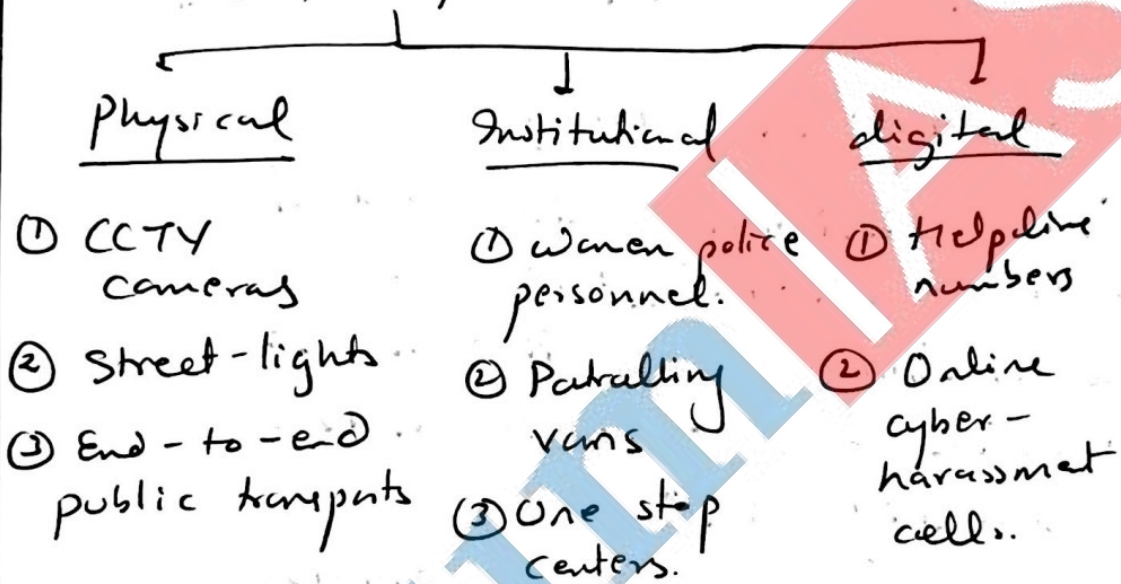 Physical
① CCTV
cameras
② Street-lights
③ End-to-end
public transports
Institutional
① Women police
personnel.
② Patralling
vans
③ One stop
centers.
digital
① Helpline
numbers
② Online
cyber-
harassment
cells.